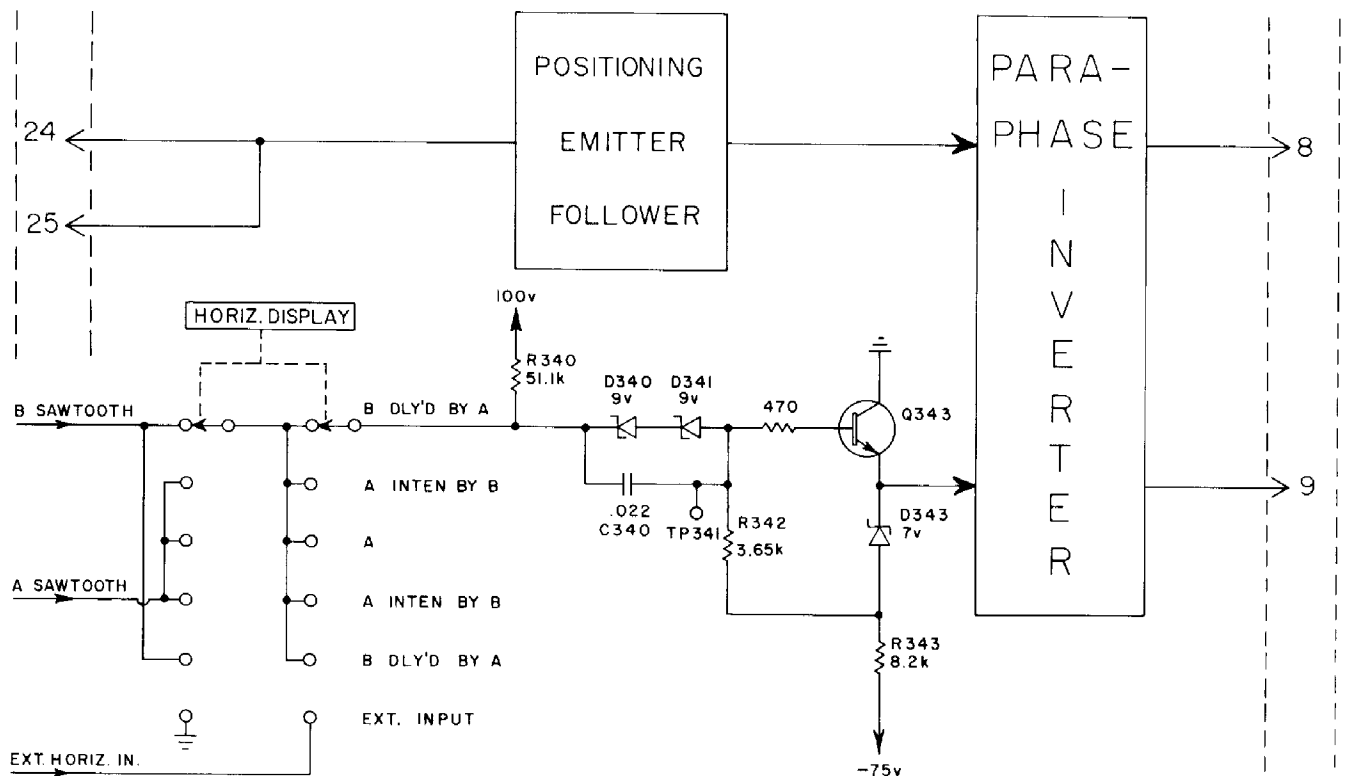 24
25
POSITIONING
EMITTER
FOLLOWER
PARA-
PHASE
INVERTER
8
9
HORIZ. DISPLAY
100v
R340
51.1k
B SAWTOOTH
B DLY'D BY A
D340
9v
D341
9v
470
Q343
A INTEN BY B
.022
C340
TP341
R342
3.65k
D343
7v
A
A SAWTOOTH
A INTEN BY B
B DLY'D BY A
R343
8.2k
EXT. INPUT
EXT. HORIZ. IN.
-75v